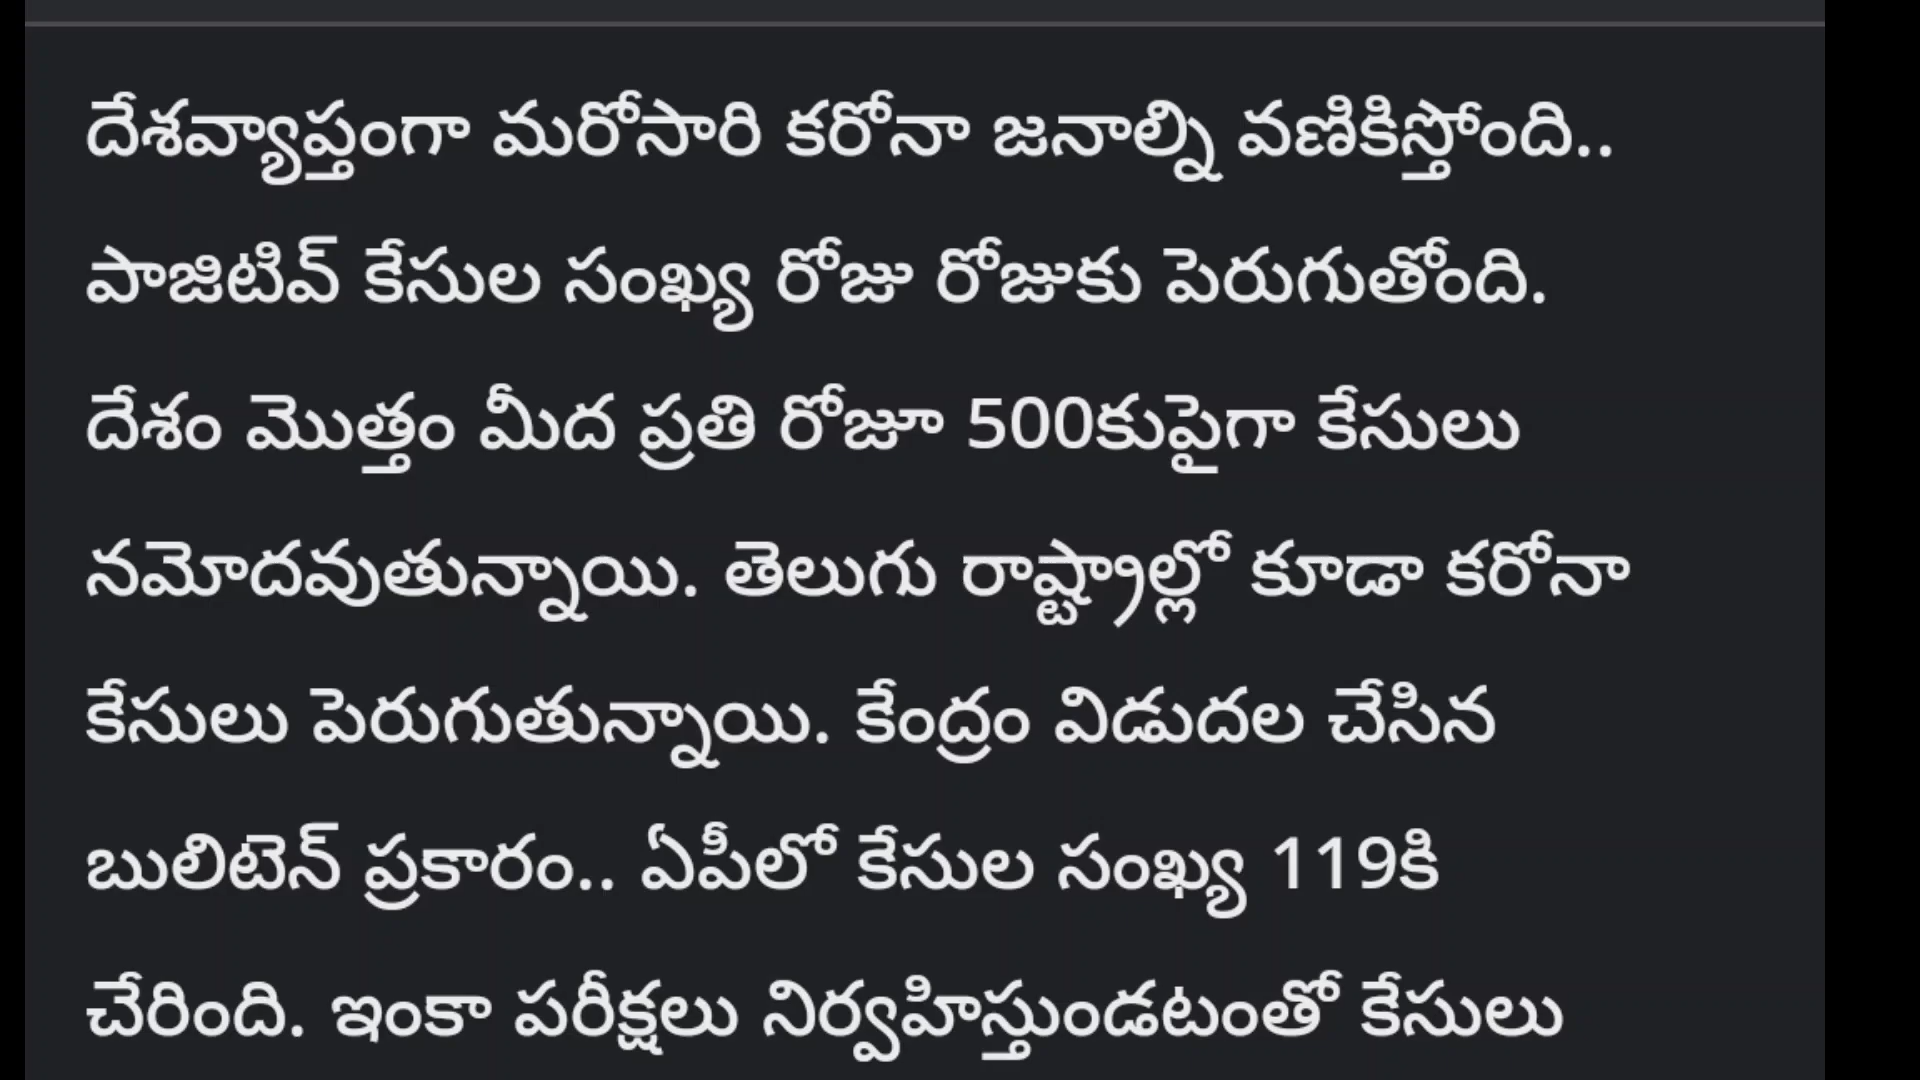 దేశవ్యాప్తంగా మరోసారి కరోనా జనాల్ని వణికిస్తోంది..
పాజిటివ్ కేసుల సంఖ్య రోజు రోజుకు పెరుగుతోంది.
దేశం మొత్తం మీద ప్రతి రోజూ 500కుపైగా కేసులు
నమోదవుతున్నాయి. తెలుగు రాష్ట్రాల్లో కూడా కరోనా
కేసులు పెరుగుతున్నాయి. కేంద్రం విడుదల చేసిన
బులిటెన్ ప్రకారం.. ఏపీలో కేసుల సంఖ్య 119కి
చేరింది. ఇంకా పరీక్షలు నిర్వహిస్తుండటంతో కేసులు